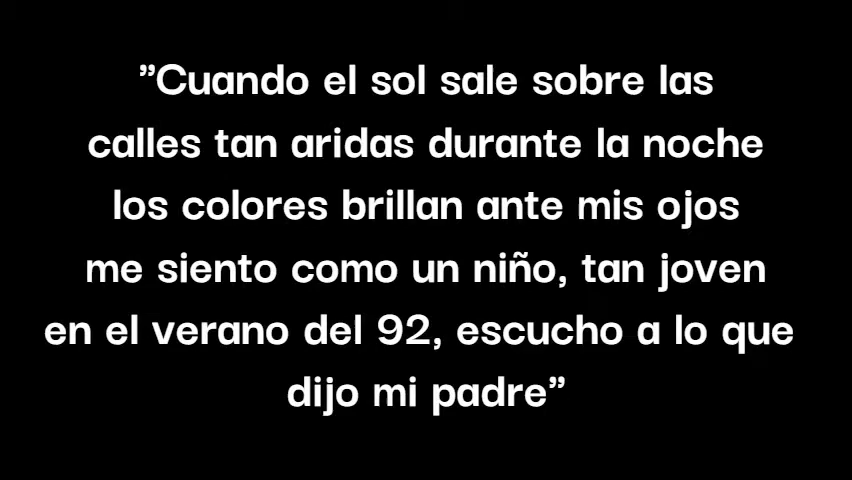 ”Cuando el sol sale sobre las
calles tan aridas durante la noche
los colores brillan ante mis ojos
me siento como un niño, tan joven
en el verano del 92, escucho a lo que
dijo mi padre”